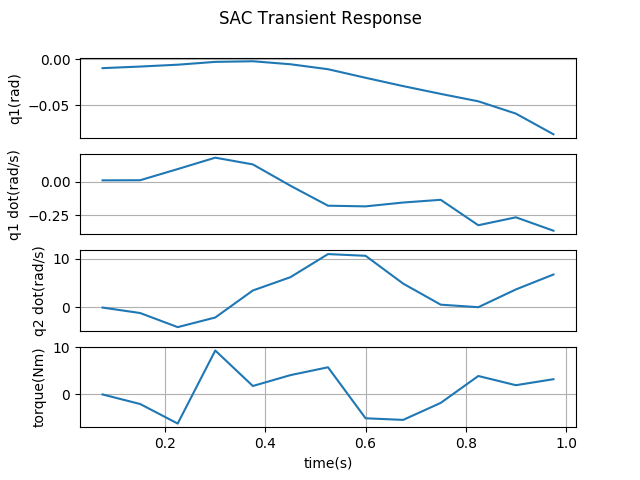 SAC Transient Response
0.00
−0.05
q1(rad)
0.00
−0.25
q1 dot(rad/s)
10
0
q2 dot(rad/s)
10
0
torque(Nm)
0.2 0.4 0.6 0.8 1.0
time(s)